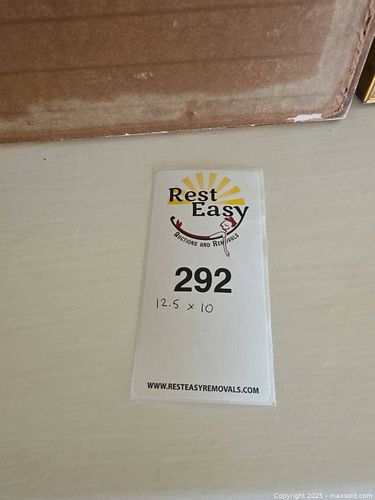 Rest
Easy
Auctions and Removals
292
12.5 x 10
WWW.RESTEASYREMOVALS.COM
Copyright 2025 - maxsold.com